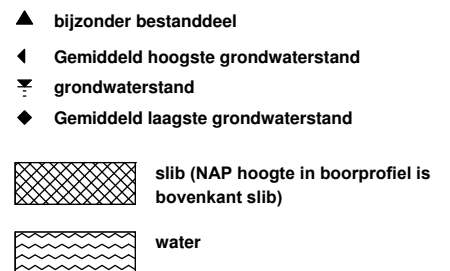 bijzonder bestanddeel
Gemiddeld hoogste grondwaterstand
grondwaterstand
Gemiddeld laagste grondwaterstand
slib (NAP hoogte in boorprofiel is
bovenkant slib)
water